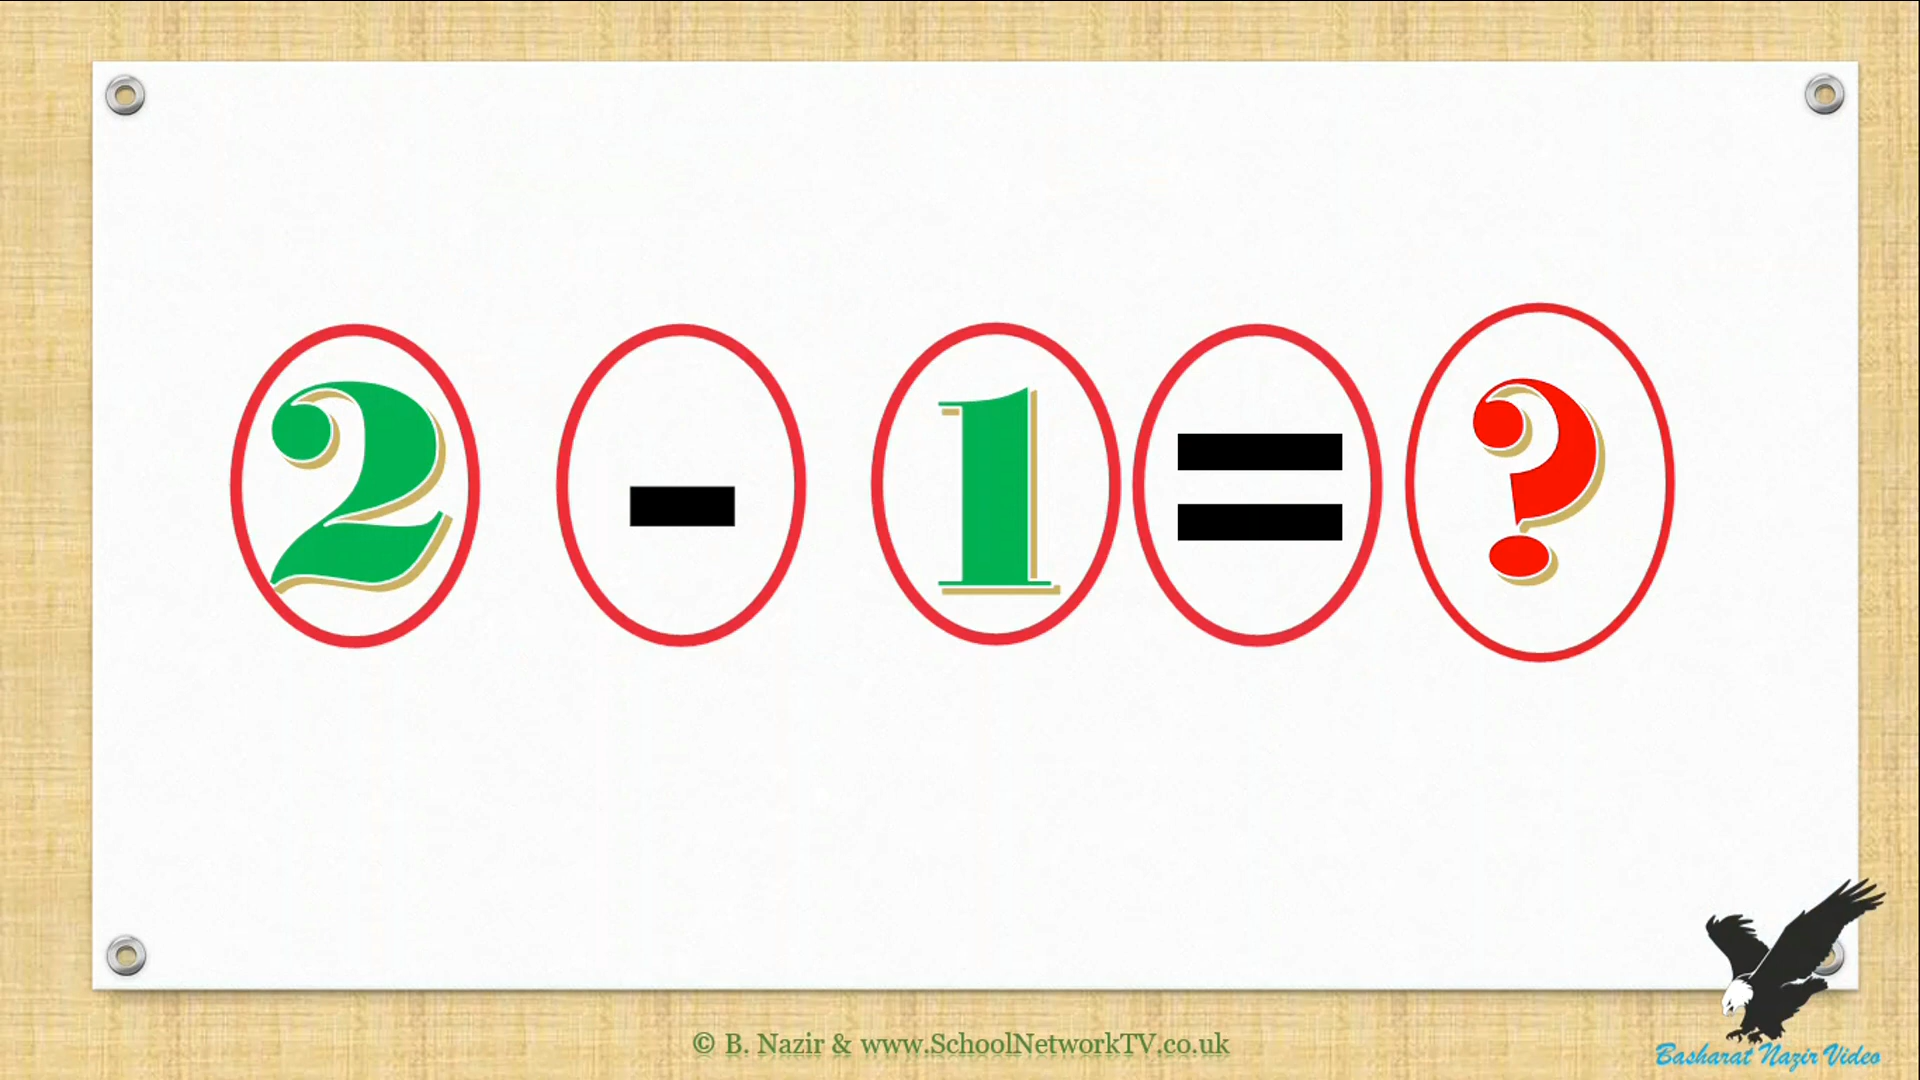 2 - 1 = ?
© B. Nazir & www.SchoolNetworkTV.co.uk
Basharat Nazir Video